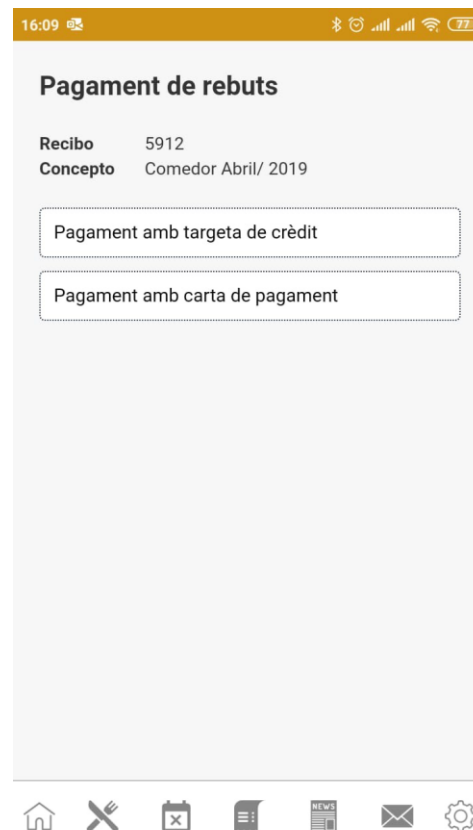 16:09 77
Pagament de rebuts
Recibo 5912
Concepto Comedor Abril/ 2019
Pagament amb targeta de crèdit
Pagament amb carta de pagament
NEWS